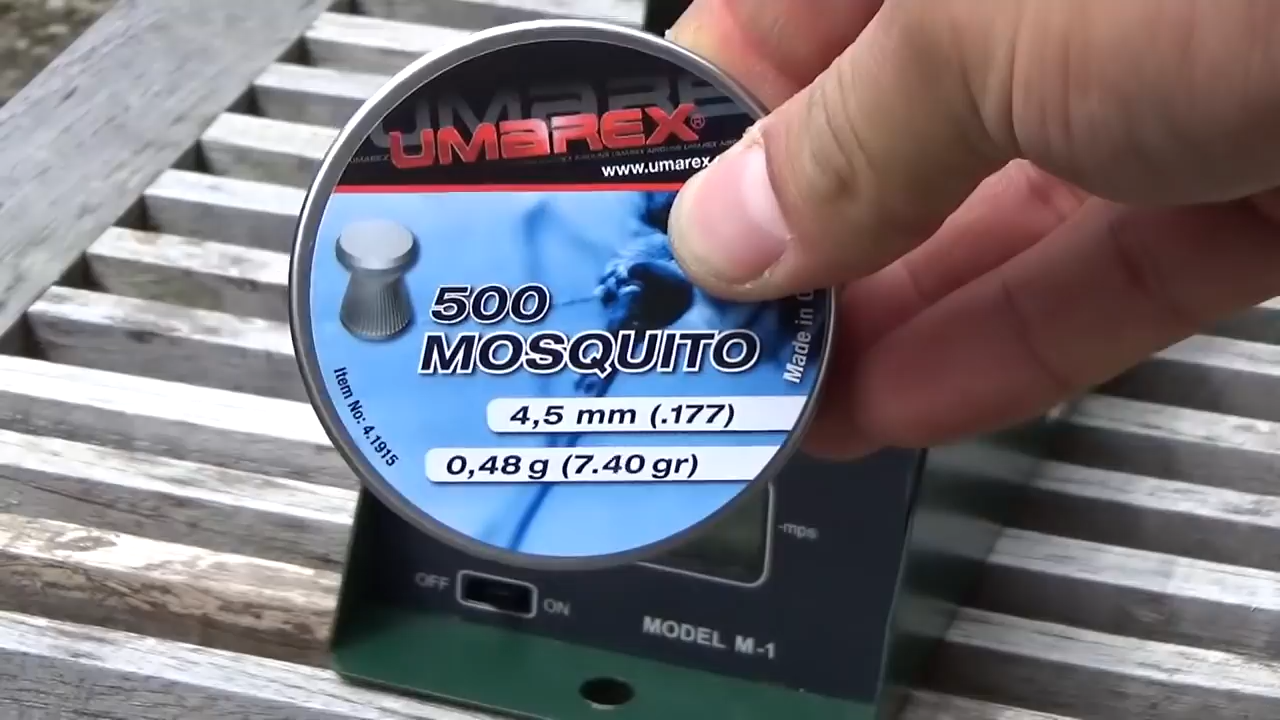 UMAREX®
www.umarex.
500
MOSQUITO
4,5 mm (.177)
0,48 g (7.40 gr)
Item No: 4.1915
Made in
-mps
OFF
ON
MODEL M-1